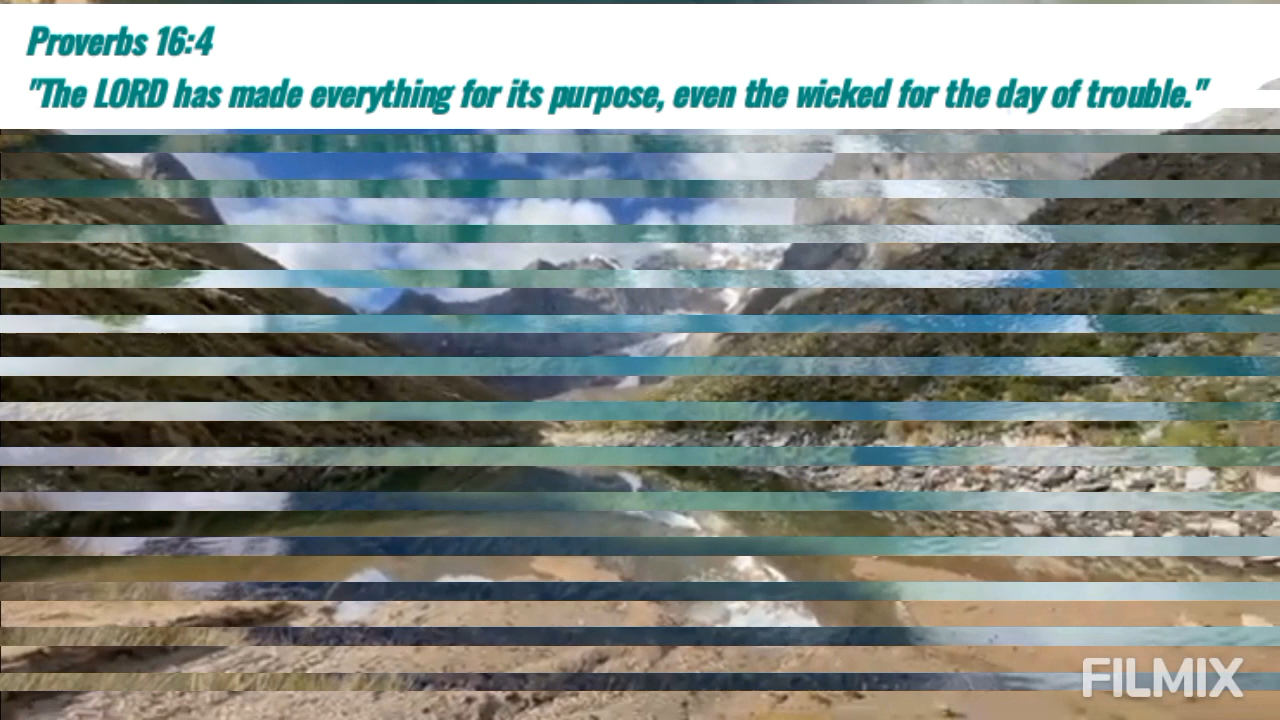 Proverbs 16:4
"The LORD has made everything for its purpose, even the wicked for the day of trouble."
FILMIX